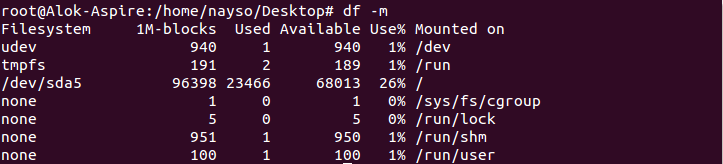 root@Alok-Aspire:/home/nayso/Desktop# df -m
Filesystem     1M-blocks  Used Available Use% Mounted on
udev                 940     1       940   1% /dev
tmpfs                191     2       189   1% /run
/dev/sda5          96398 23466     68013  26% /
none                   1     0         1   0% /sys/fs/cgroup
none                   5     0         5   0% /run/lock
none                 951     1       950   1% /run/shm
none                 100     1       100   1% /run/user